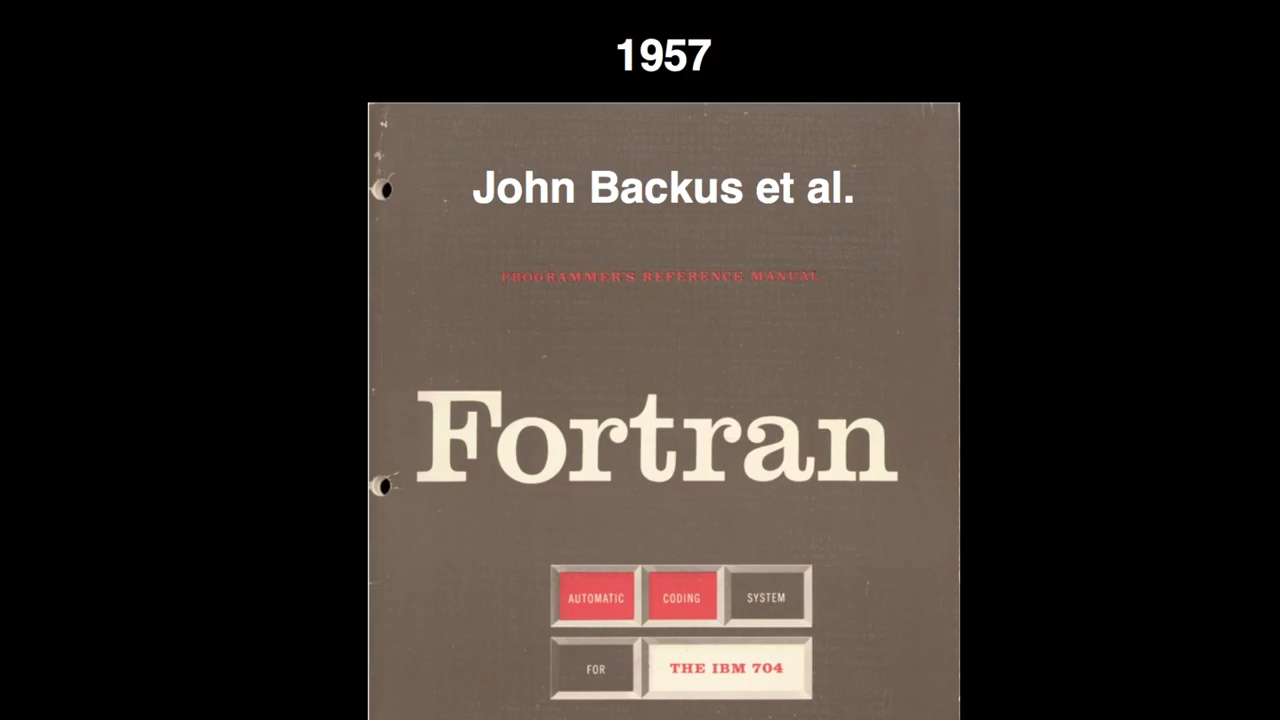 1957
John Backus et al.
PROGRAMMER'S REFERENCE MANUAL
Fortran
AUTOMATIC CODING SYSTEM
FOR THE IBM 704